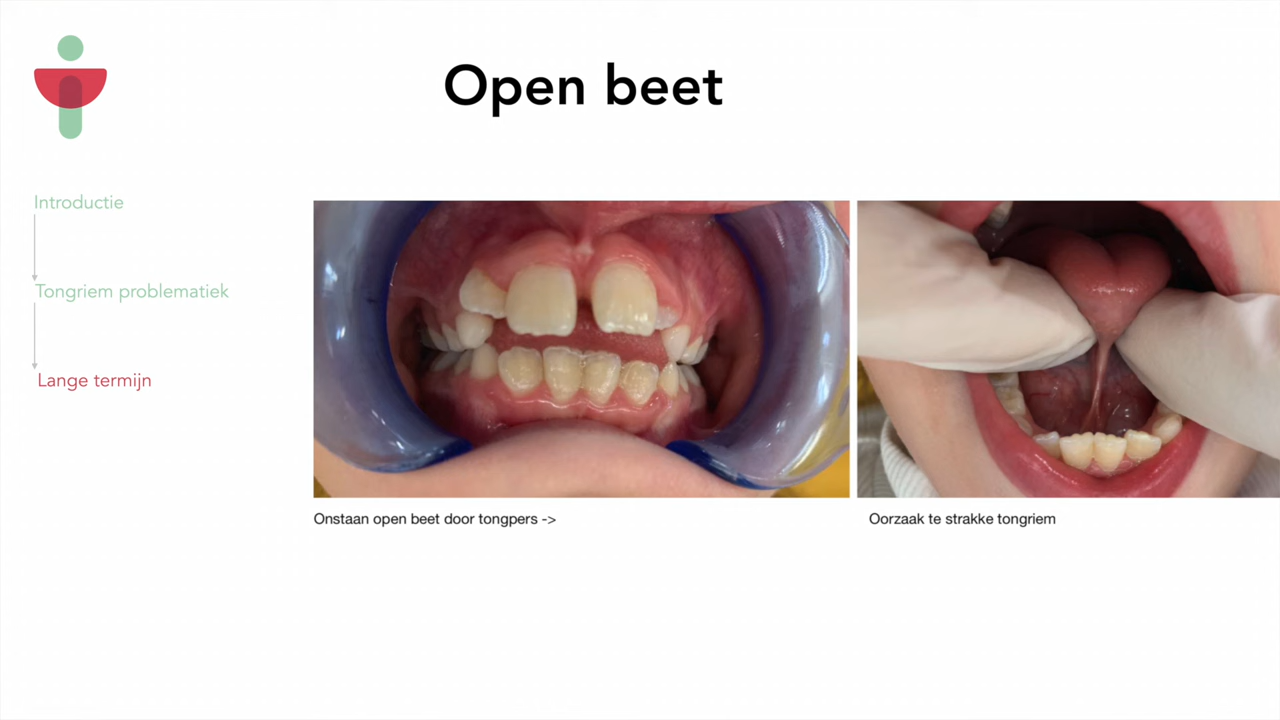 Open beet
Introductie
Tongriem problematiek
Lange termijn
Onstaan open beet door tongpers ->
Oorzaak te strakke tongriem